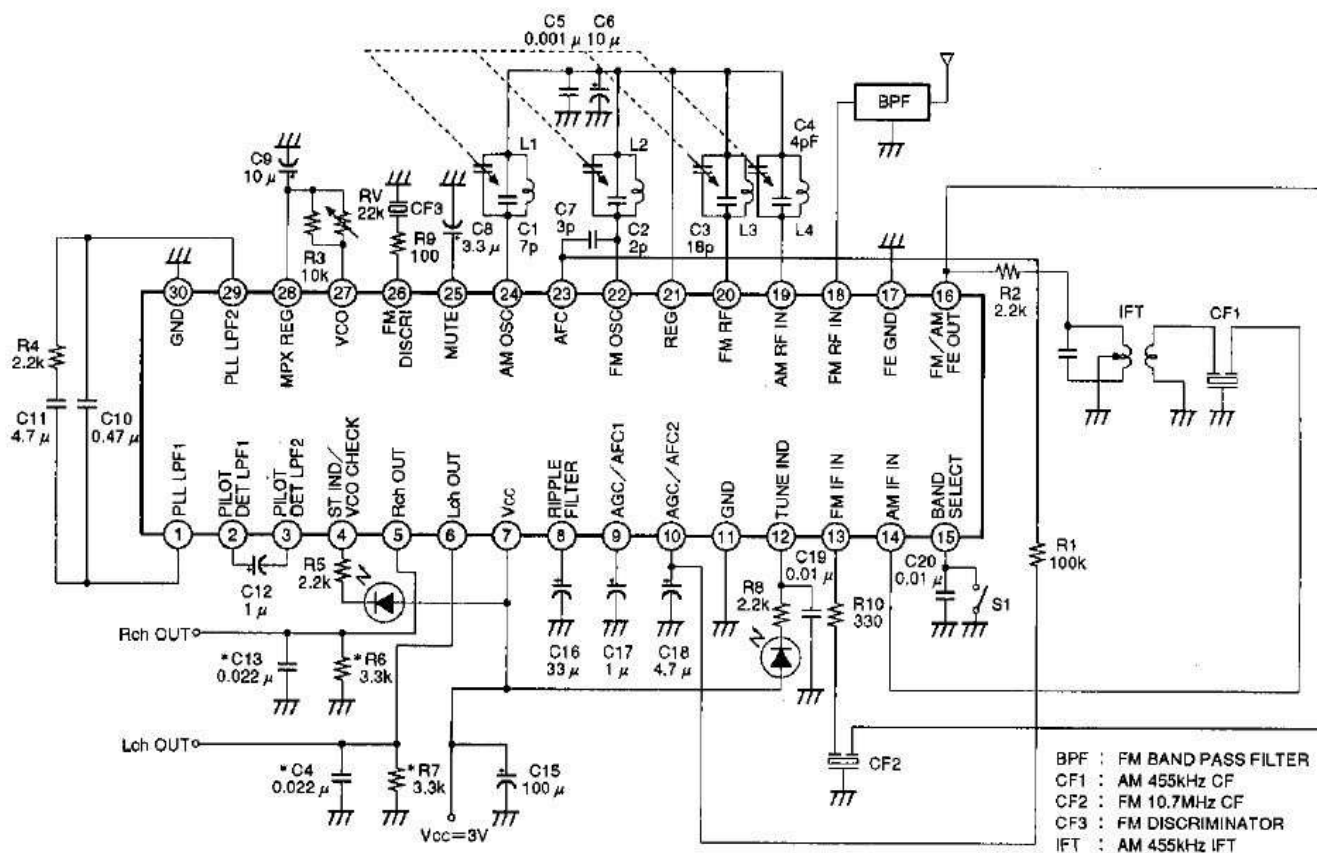 C5 C6
0.001 μ 10 μ
BPF
C4
4pF
L1
L2
C9
10 μ
RV
22k
CF3
C7
3p
R3
10k
R9
100
C8
3.3 μ
C1
7p
C2
2p
C3
18p
L3
L4
30 29 28 27 26 25 24 23 22 21 20 19 18 17 16
GND
PLL LPF2
MPX REG
VCO
FM DISCRI
MUTE
AM OSC
AFC
FM OSC
REG
FM RF
AM RF IN
FM RF IN
FE GND
FM/AM FE OUT
R2
2.2k
IFT
CF1
R4
2.2k
C11
4.7 μ
C10
0.47 μ
PLL LPF1
PILOT DET LPF1
PILOT DET LPF2
ST IND/ VCO CHECK
Rch OUT
Lch OUT
Vcc
RIPPLE FILTER
AGC/AFC1
AGC/AFC2
GND
TUNE IND
FM IF IN
AM IF IN
BAND SELECT
1 2 3 4 5 6 7 8 9 10 11 12 13 14 15
R1
100k
C12
1 μ
R5
2.2k
R8
2.2k
C19
0.01 μ
R10
330
C20
0.01 μ
S1
Rch OUT
*C13
0.022 μ
*R6
3.3k
C16
33 μ
C17
1 μ
C18
4.7 μ
Lch OUT
*C4
0.022 μ
*R7
3.3k
C15
100 μ
Vcc=3V
CF2
BPF : FM BAND PASS FILTER
CF1 : AM 455kHz CF
CF2 : FM 10.7MHz CF
CF3 : FM DISCRIMINATOR
IFT : AM 455kHz IFT